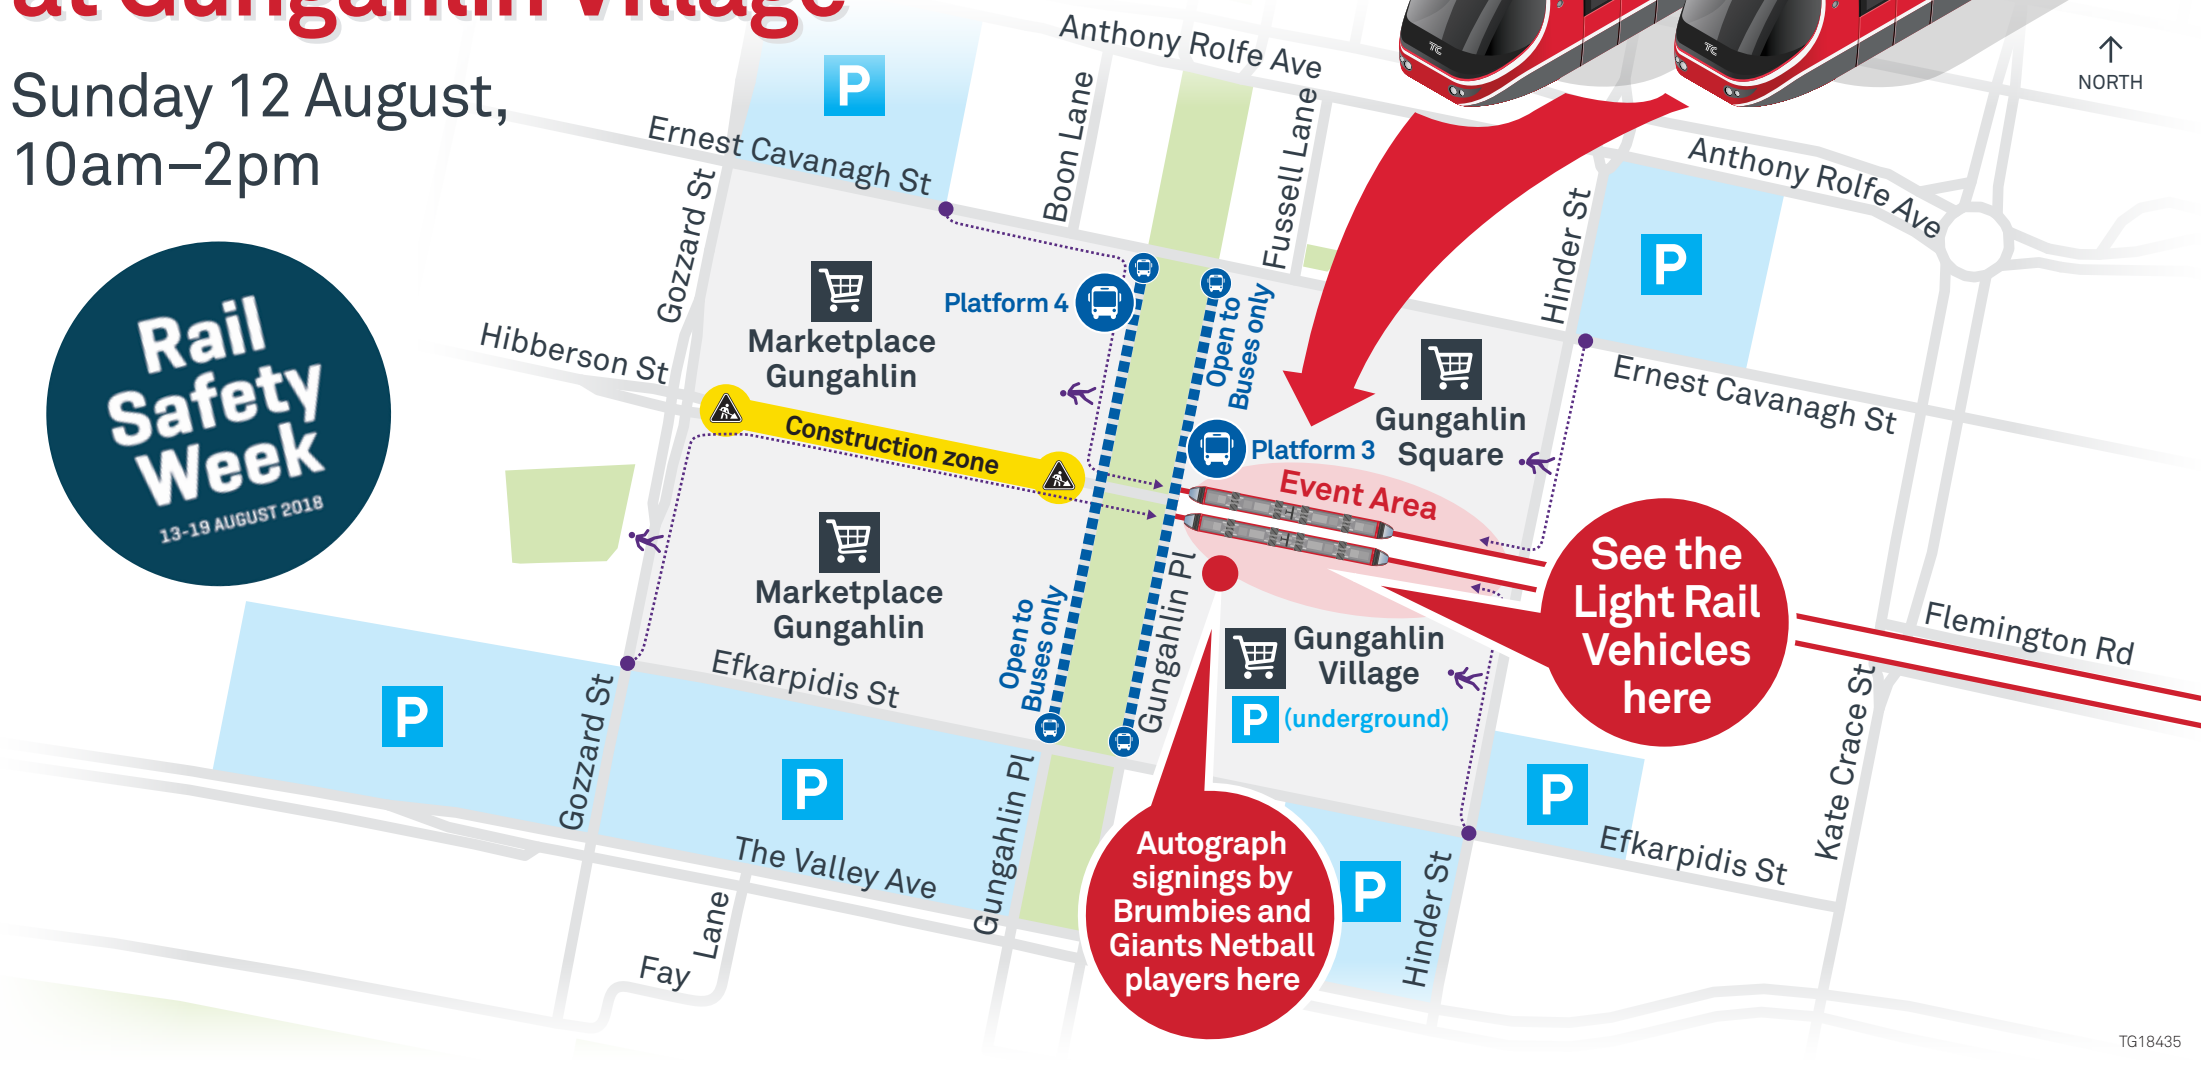 at Gungahlin Village
Sunday 12 August,
10am–2pm
Rail
Safety
Week
13-19 AUGUST 2018
TC
TC
↑
NORTH
Anthony Rolfe Ave
Anthony Rolfe Ave
P
Ernest Cavanagh St
Boon Lane
Fussell Lane
Gozzard St
Hinder St
P
Hibberson St
Marketplace
Gungahlin
Platform 4
Open to
Buses only
Gungahlin
Square
Ernest Cavanagh St
Construction zone
Platform 3
Event Area
See the
Light Rail
Vehicles
here
Marketplace
Gungahlin
Open to
Buses only
Gungahlin Pl
Gungahlin
Village
P (underground)
Flemington Rd
Efkarpidis St
Gozzard St
P
P
Gungahlin Pl
P
Kate Crace St
Efkarpidis St
The Valley Ave
Autograph
signings by
Brumbies and
Giants Netball
players here
P
Hinder St
Fay Lane
TG18435